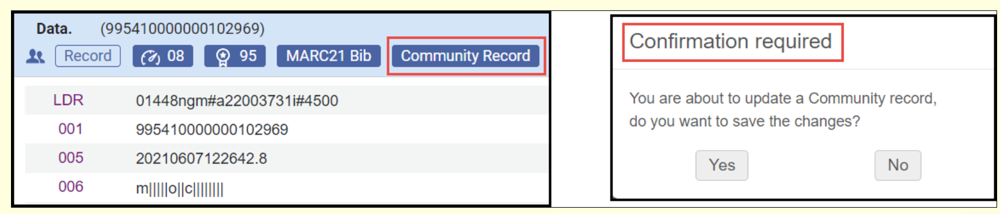 Data. (995410000000102969)
Record 08 95 MARC21 Bib Community Record
LDR 01448ngm#a22003731i#4500
001 995410000000102969
005 20210607122642.8
006 m|||||o||c||||||||
Confirmation required
You are about to update a Community record,
do you want to save the changes?
Yes No